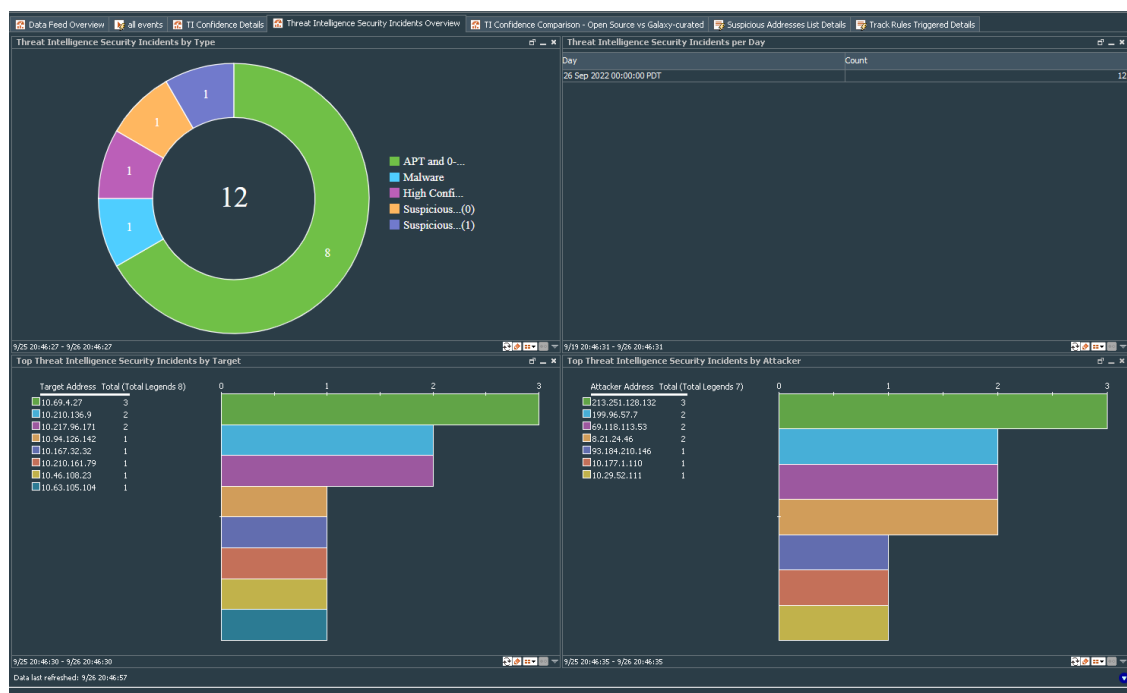 Data Feed Overview all events TI Confidence Details Threat Intelligence Security Incidents Overview TI Confidence Comparison - Open Source vs Galaxy-curated Suspicious Addresses List Details Track Rules Triggered Details
Threat Intelligence Security Incidents by Type
1
1
1
1
8
12
APT and 0-...
Malware
High Confi...
Suspicious...(0)
Suspicious...(1)
9/25 20:46:27 - 9/26 20:46:27
Threat Intelligence Security Incidents per Day
Day Count
26 Sep 2022 00:00:00 PDT 12
9/19 20:46:31 - 9/26 20:46:31
Top Threat Intelligence Security Incidents by Target
Target Address Total (Total Legends 8)
0 1 2 3
10.69.4.27 3
10.210.136.9 2
10.217.96.171 2
10.94.126.142 1
10.167.32.32 1
10.210.161.79 1
10.46.108.23 1
10.63.105.104 1
9/25 20:46:30 - 9/26 20:46:30
Top Threat Intelligence Security Incidents by Attacker
Attacker Address Total (Total Legends 7)
0 1 2 3
213.251.128.132 3
199.96.57.7 2
69.118.113.53 2
8.21.24.46 2
93.184.210.146 1
10.177.1.110 1
10.29.52.111 1
9/25 20:46:35 - 9/26 20:46:35
Data last refreshed: 9/26 20:46:57